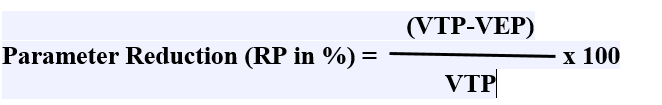 (VTP-VEP)
Parameter Reduction (RP in %) = x 100
VTP